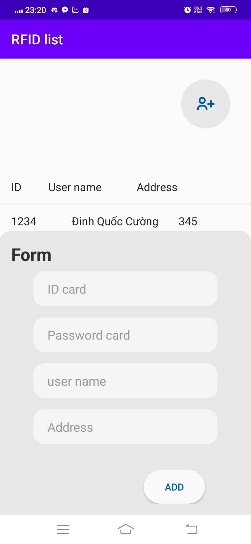 23:20
RFID list
ID User name Address
1234 Đinh Quốc Cường 345
Form
ID card
Password card
user name
Address
ADD